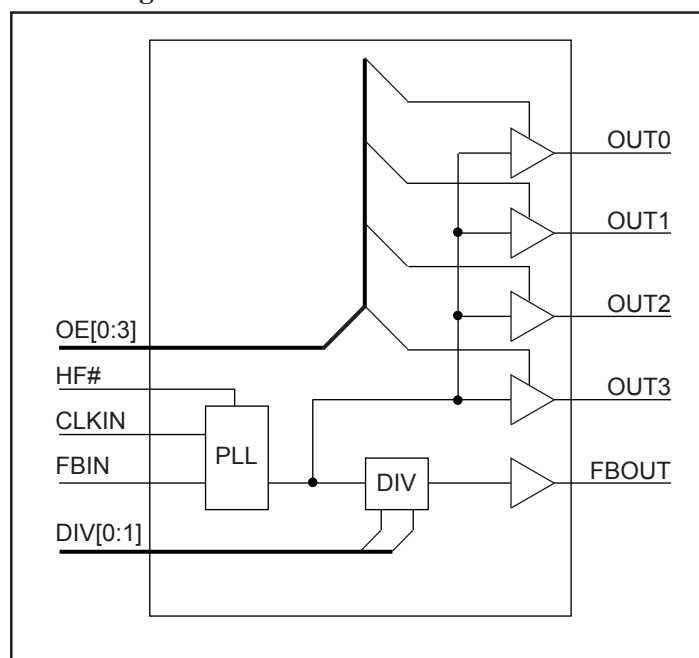 OUT0
OUT1
OUT2
OE[0:3]
HF#
OUT3
CLKIN
PLL
FBIN
DIV
FBOUT
DIV[0:1]